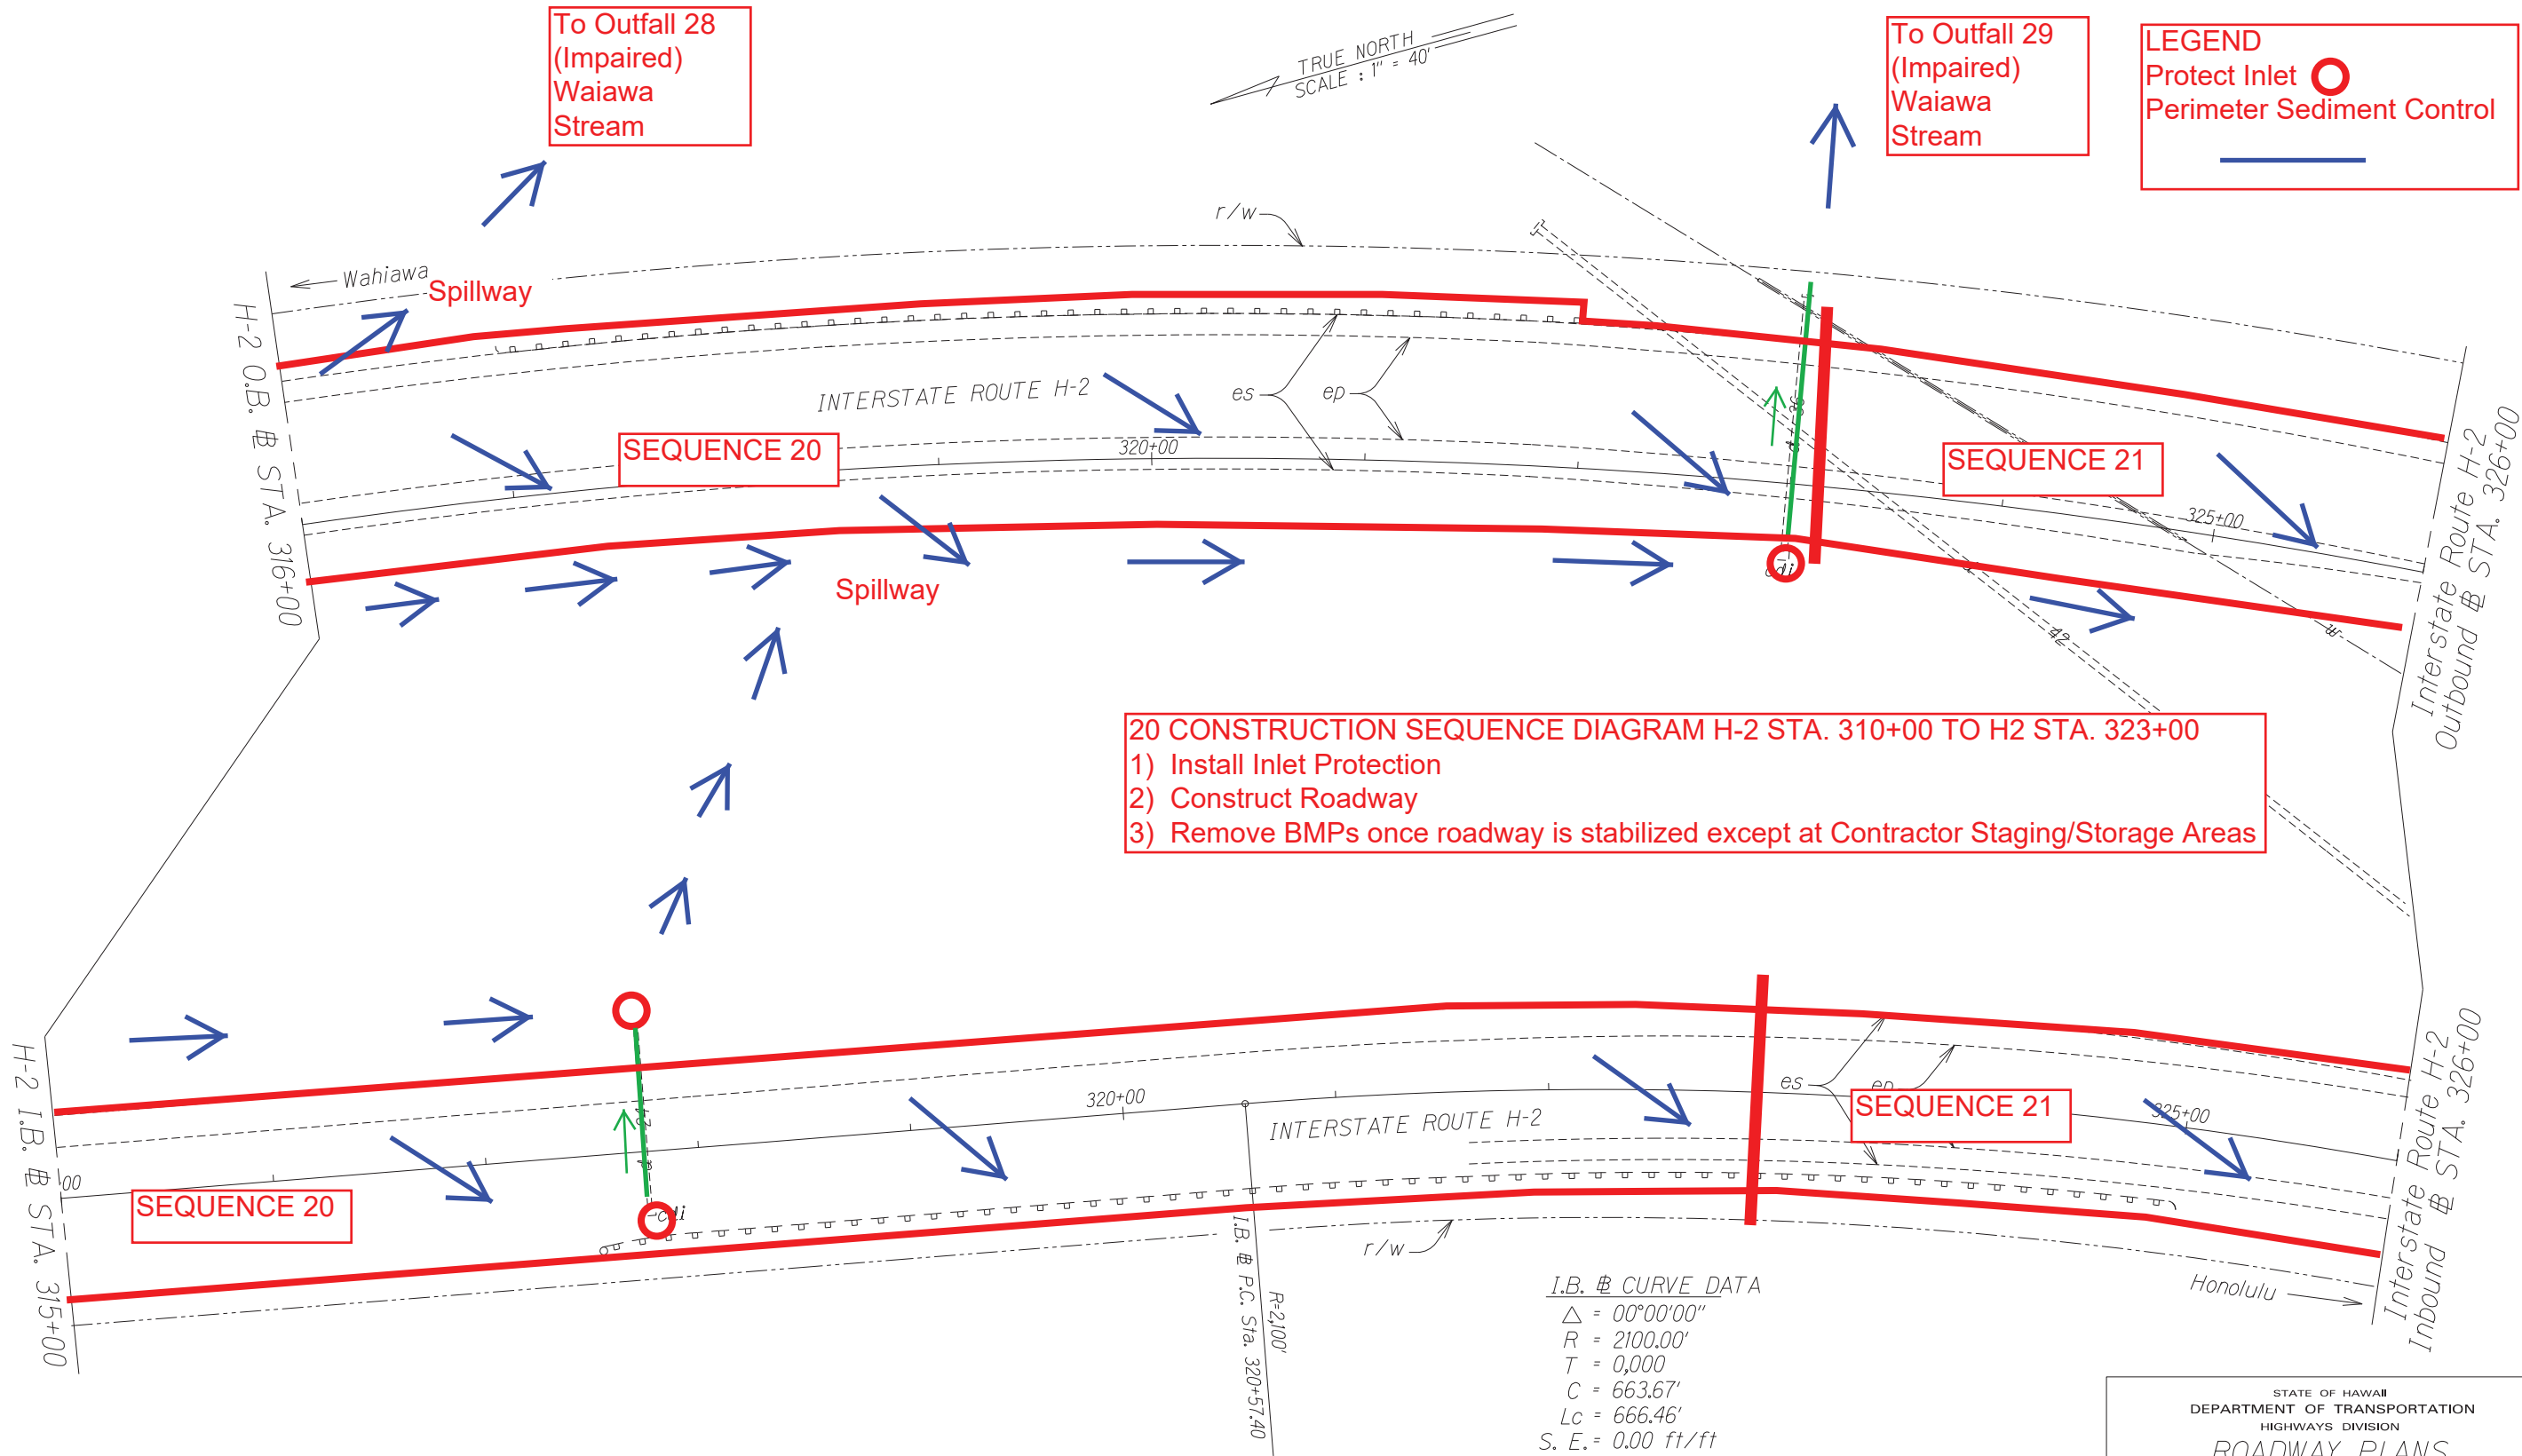 To Outfall 28
(Impaired)
Waiawa
Stream
TRUE NORTH
SCALE : 1" = 40'
To Outfall 29
(Impaired)
Waiawa
Stream
LEGEND
Protect Inlet
Perimeter Sediment Control
r/w
Wahiawa
Spillway
H-2 O.B. ⅊ STA. 316+00
INTERSTATE ROUTE H-2
es
ep
SEQUENCE 20
320+00
SEQUENCE 21
325+00
Interstate Route H-2
Outbound ⅊ STA. 326+00
cdi
Spillway
42
20 CONSTRUCTION SEQUENCE DIAGRAM H-2 STA. 310+00 TO H2 STA. 323+00
1) Install Inlet Protection
2) Construct Roadway
3) Remove BMPs once roadway is stabilized except at Contractor Staging/Storage Areas
H-2 I.B. ⅊ STA. 315+00
00
SEQUENCE 20
cdi
320+00
INTERSTATE ROUTE H-2
es
ep
SEQUENCE 21
325+00
Interstate Route H-2
Inbound ⅊ STA. 326+00
I.B. ⅊ P.C. Sta. 320+57.40
R=2,100'
r/w
Honolulu
I.B. ⅊ CURVE DATA
△ = 00°00'00"
R = 2100.00'
T = 0,000
C = 663.67'
Lc = 666.46'
S. E.= 0.00 ft/ft
STATE OF HAWAII
DEPARTMENT OF TRANSPORTATION
HIGHWAYS DIVISION
ROADWAY PLANS